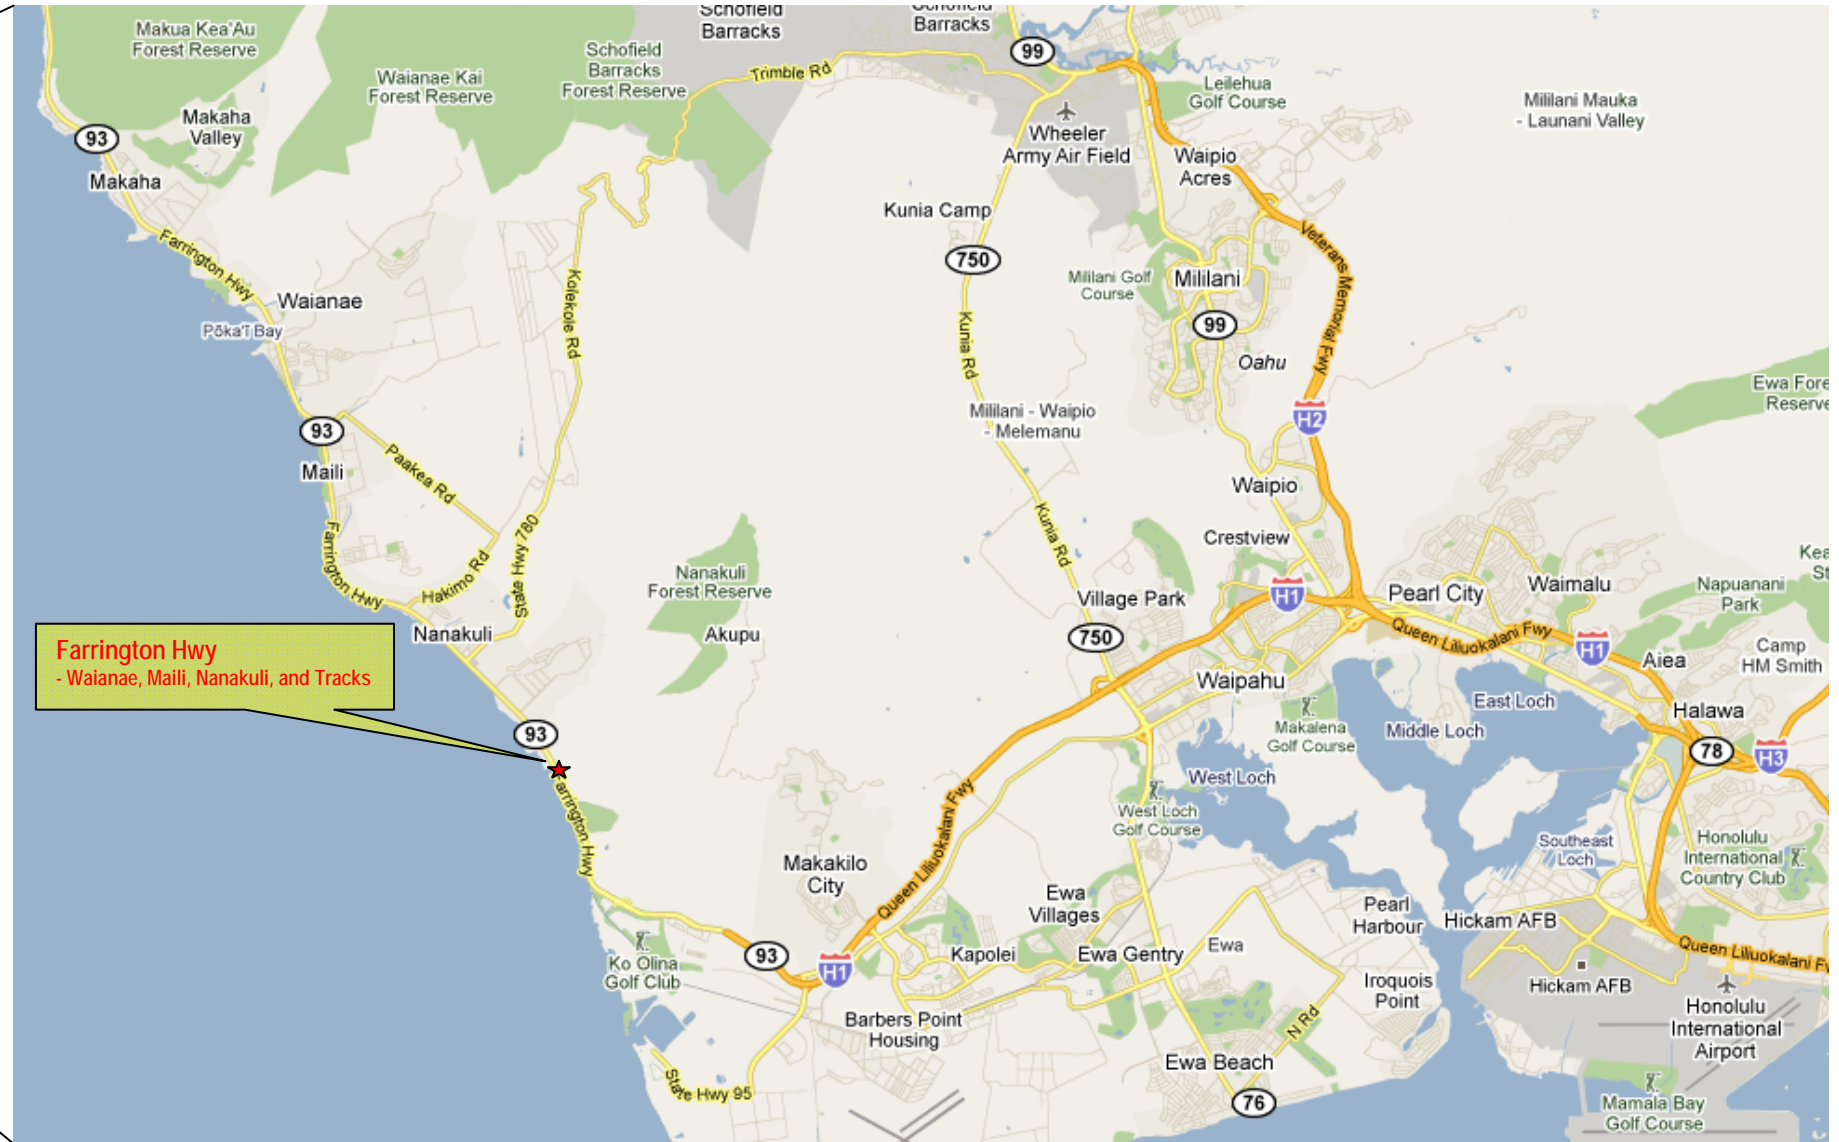 Makua Kea'Au
Forest Reserve
Schofield
Barracks
Schofield
Barracks
99
Waianae Kai
Forest Reserve
Schofield
Barracks
Forest Reserve
Trimble Rd
Leilehua
Golf Course
Mililani Mauka
- Launani Valley
Makaha
Valley
93
Makaha
Wheeler
Army Air Field
Waipio
Acres
Kunia Camp
750
Farrington Hwy
Waianae
Pōka'ī Bay
Kolekole Rd
Kunia Rd
Mililani Golf
Course
Mililani
99
Oahu
Veterans Memorial Fwy
H2
Ewa Fore
Reserve
93
Maili
Paakea Rd
Mililani - Waipio
- Melemanu
Waipio
Crestview
Kunia Rd
Farrington Hwy
Hakimo Rd
State Hwy 780
Nanakuli
Nanakuli
Forest Reserve
Akupu
Village Park
750
H1
Pearl City
Waimalu
Kea
St
Napuanani
Park
Queen Liliuokalani Fwy
H1
Aiea
Camp
HM Smith
Farrington Hwy
- Waianae, Maili, Nanakuli, and Tracks
93
Farrington Hwy
Waipahu
Makalena
Golf Course
Middle Loch
East Loch
Halawa
78
H3
West Loch
West Loch
Golf Course
Queen Liliuokalani Fwy
Southeast
Loch
Honolulu
International
Country Club
Makakilo
City
Ewa
Villages
Pearl
Harbour
Hickam AFB
Ko Olina
Golf Club
93
H1
Kapolei
Ewa Gentry
Ewa
Iroquois
Point
Hickam AFB
Queen Liliuokalani Fw
Honolulu
International
Airport
Barbers Point
Housing
N Rd
Ewa Beach
State Hwy 95
76
Mamala Bay
Golf Course